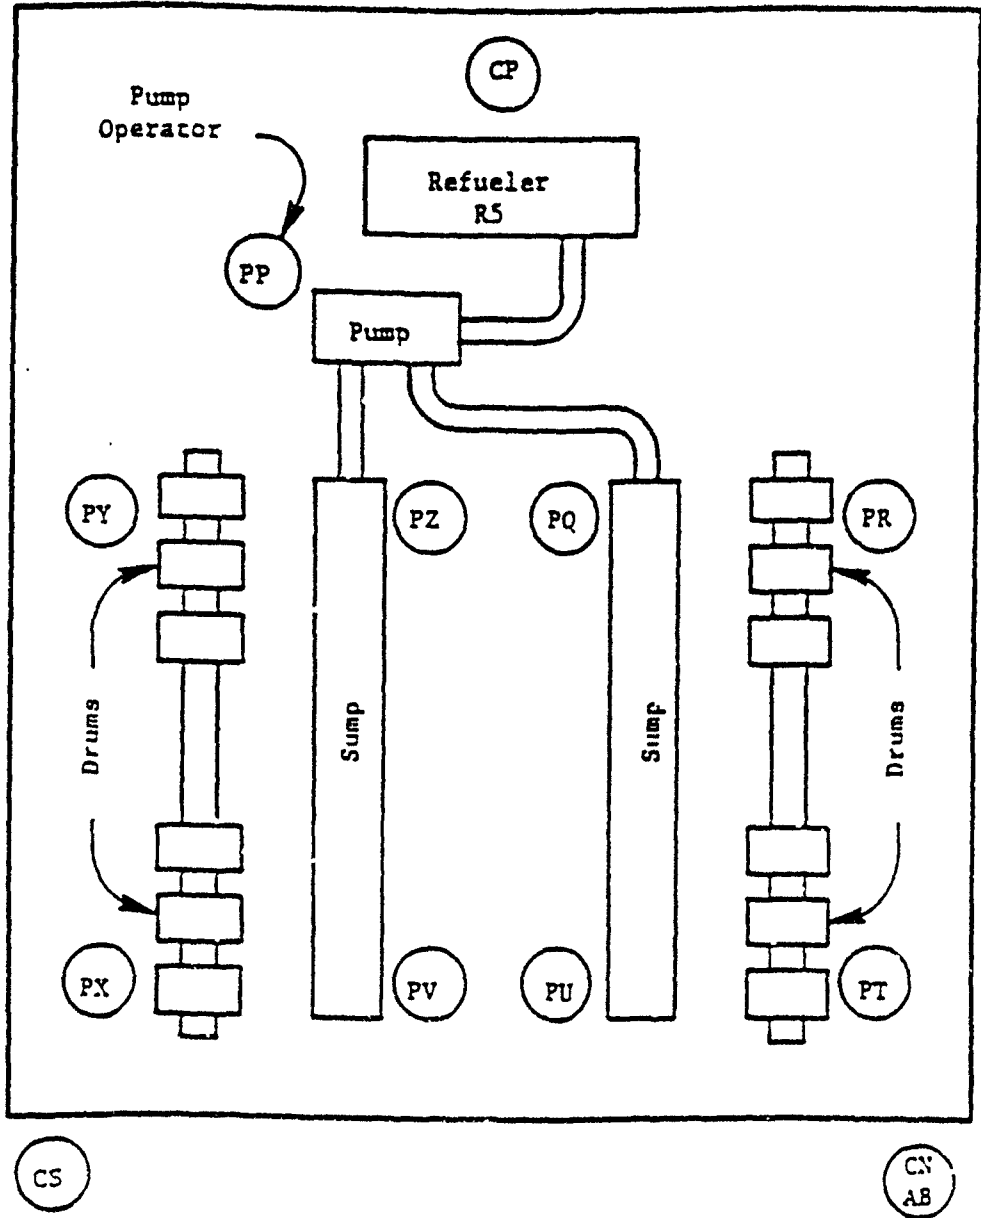 CP
Pump
Operator
Refueler
R5
PP
Pump
PY
PZ
PQ
PR
Drums
Sump
Sump
Drums
PX
PV
PU
PT
CS
CN
AB